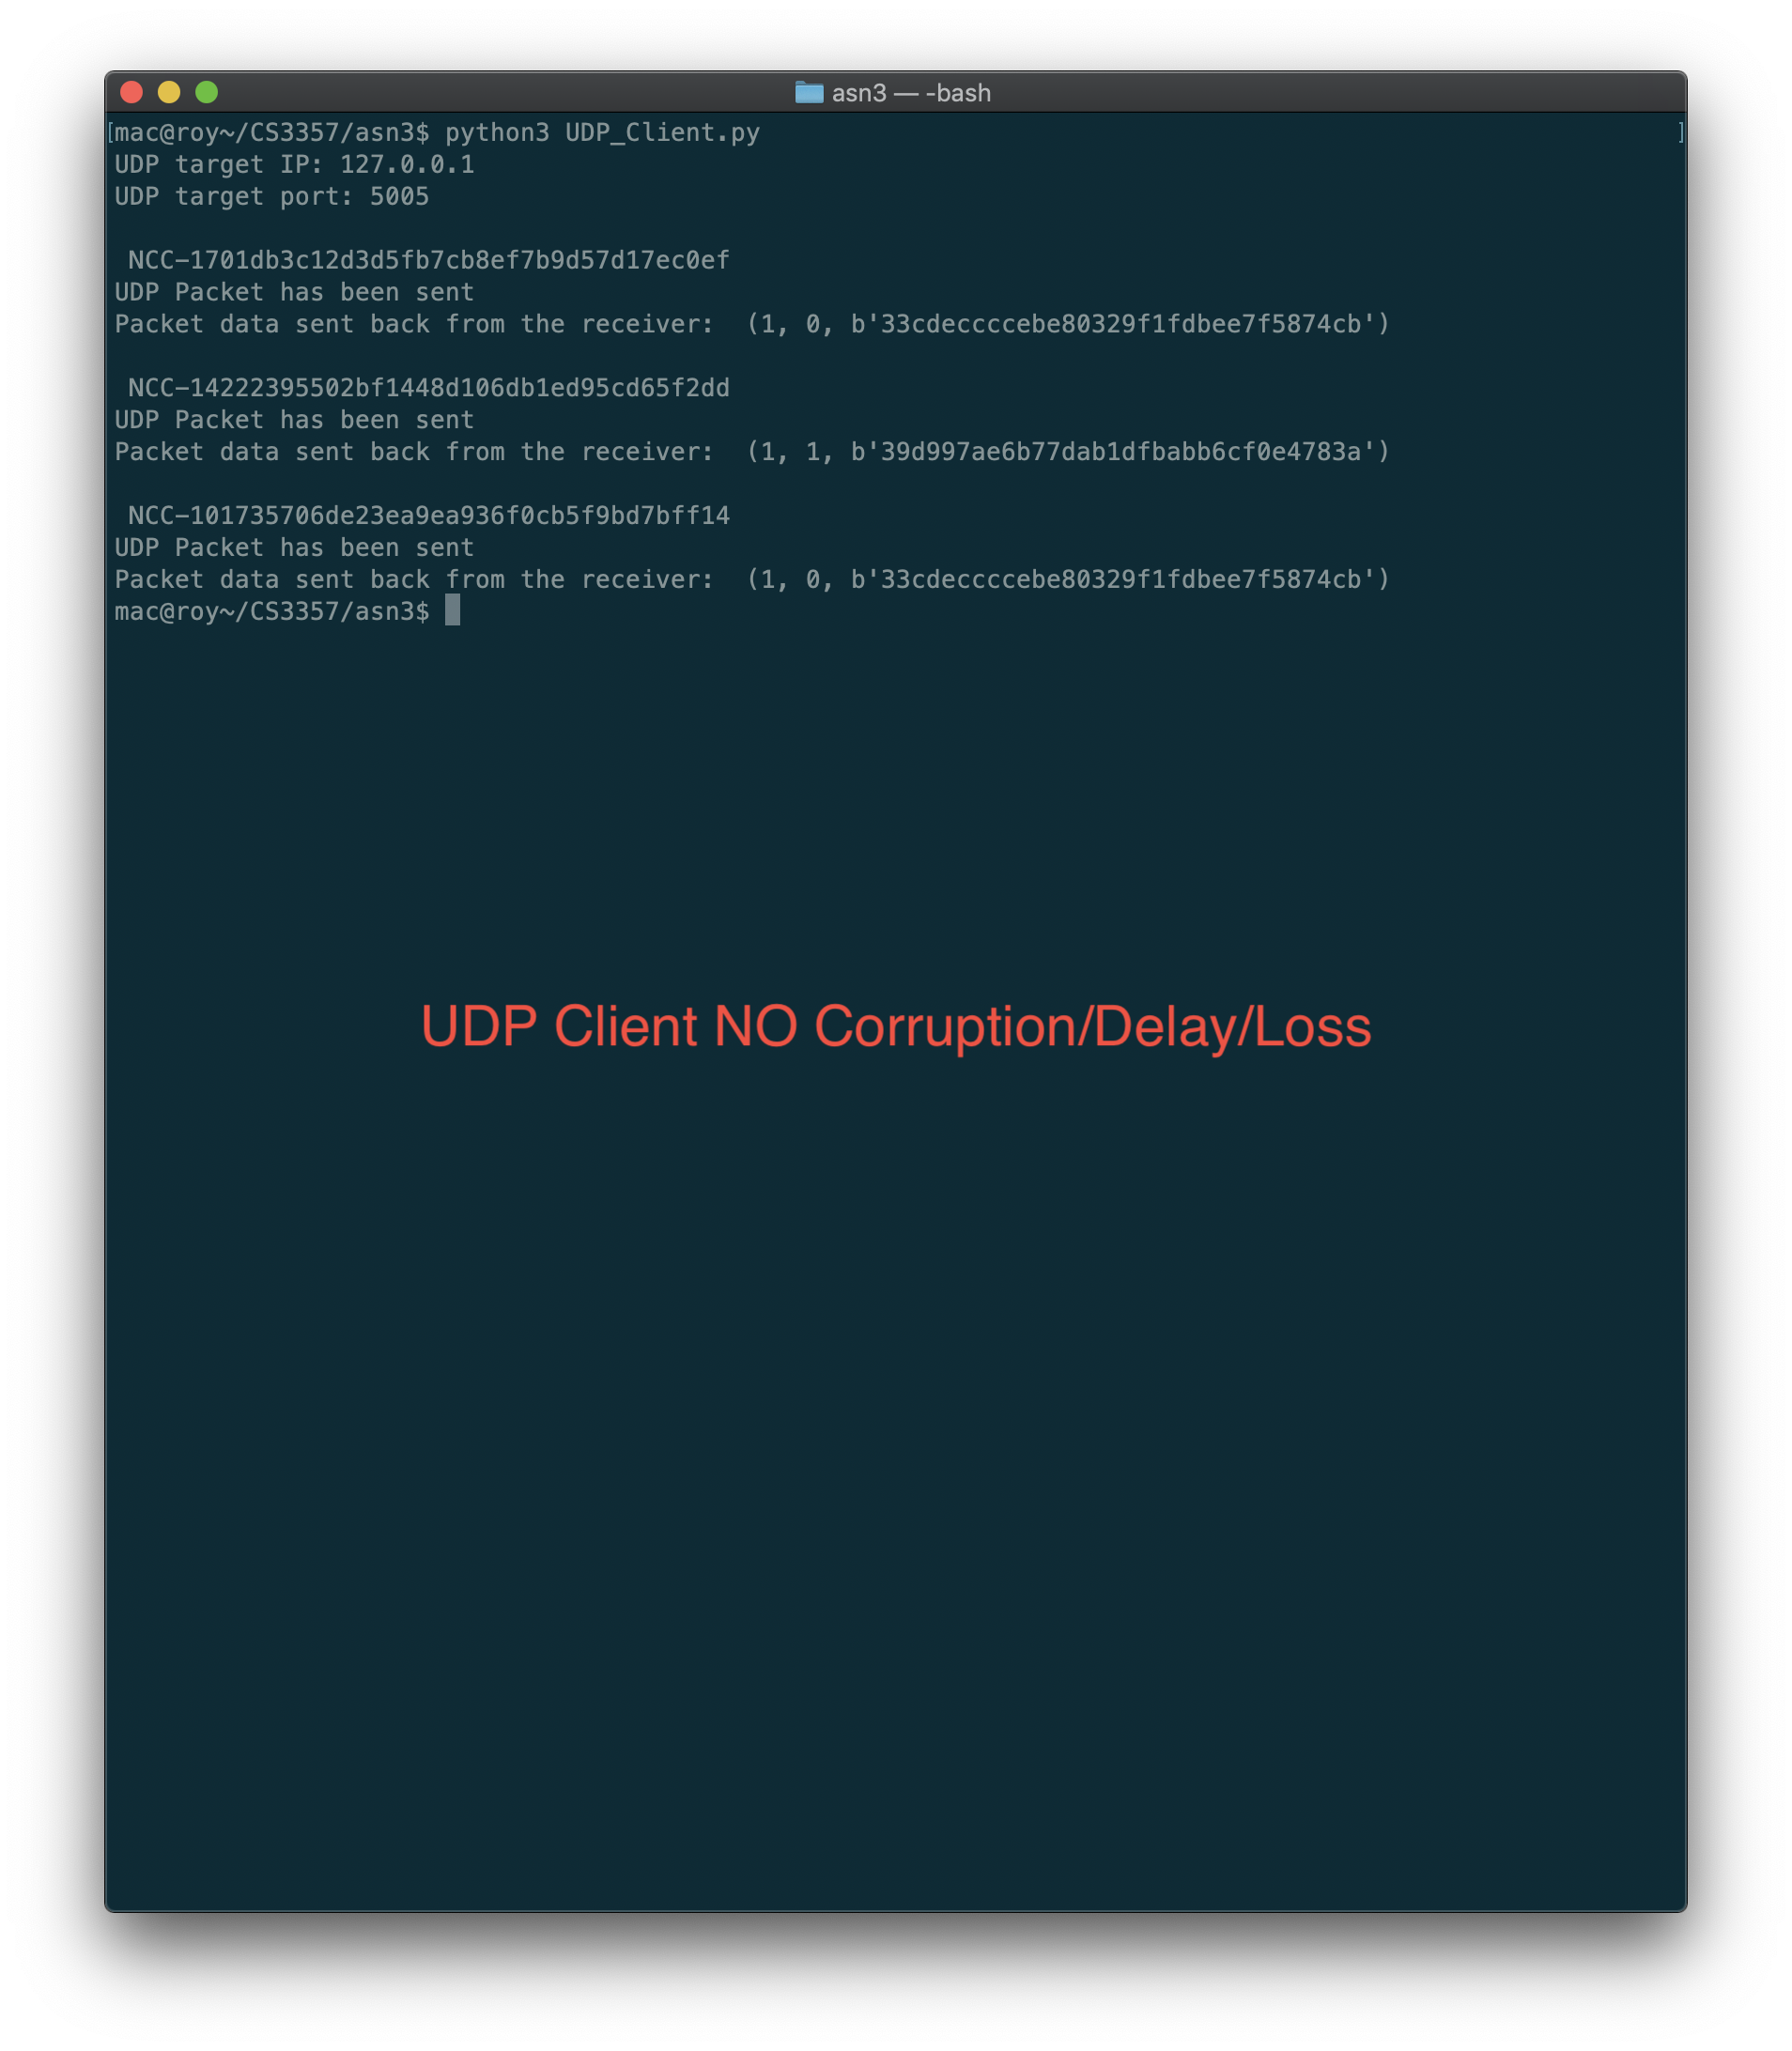 asn3 — -bash
[mac@roy~/CS3357/asn3$ python3 UDP_Client.py ]
UDP target IP: 127.0.0.1
UDP target port: 5005
NCC-1701db3c12d3d5fb7cb8ef7b9d57d17ec0ef
UDP Packet has been sent
Packet data sent back from the receiver:  (1, 0, b'33cdeccccebe80329f1fdbee7f5874cb')
NCC-14222395502bf1448d106db1ed95cd65f2dd
UDP Packet has been sent
Packet data sent back from the receiver:  (1, 1, b'39d997ae6b77dab1dfbabb6cf0e4783a')
NCC-101735706de23ea9ea936f0cb5f9bd7bff14
UDP Packet has been sent
Packet data sent back from the receiver:  (1, 0, b'33cdeccccebe80329f1fdbee7f5874cb')
mac@roy~/CS3357/asn3$
UDP Client NO Corruption/Delay/Loss